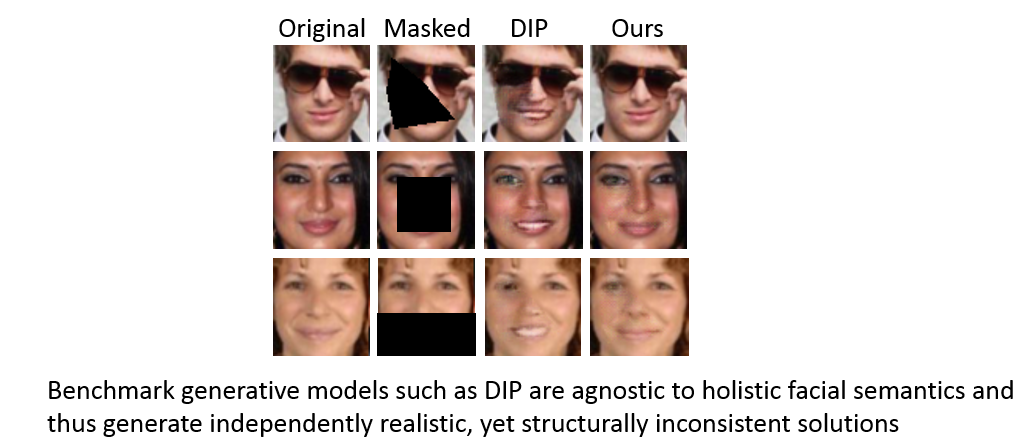 Original Masked DIP Ours
Benchmark generative models such as DIP are agnostic to holistic facial semantics and
thus generate independently realistic, yet structurally inconsistent solutions